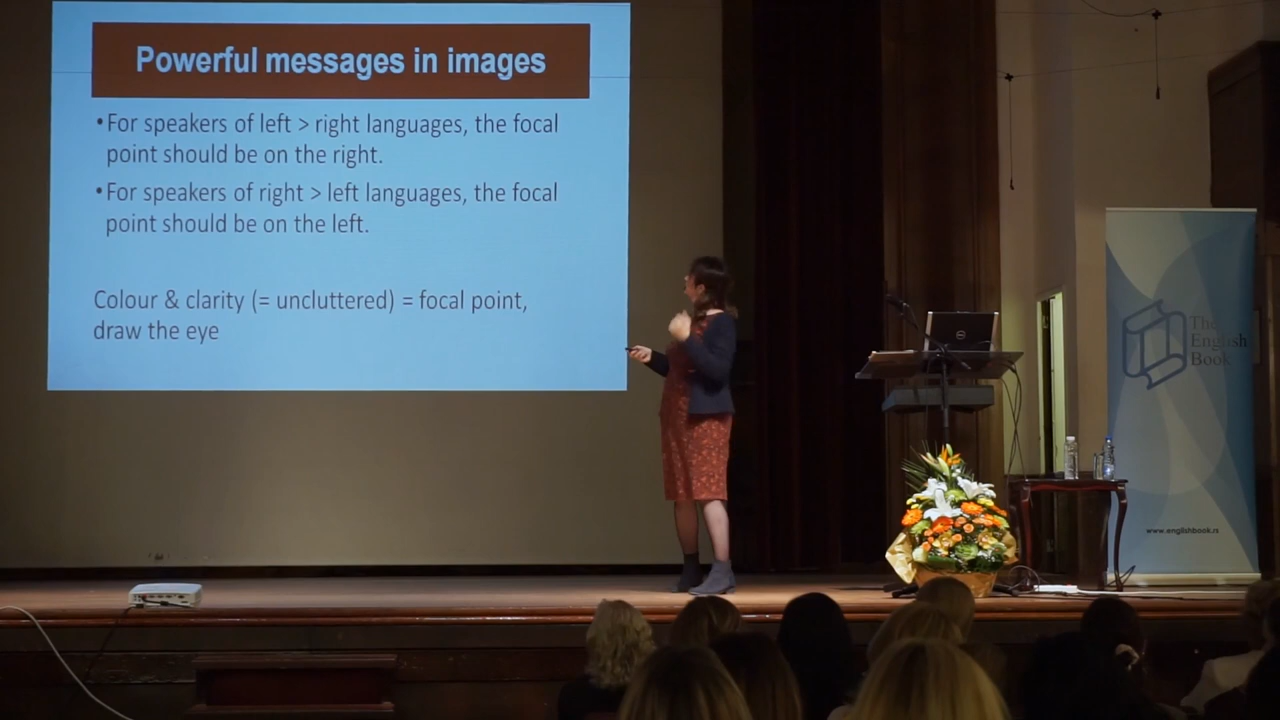 Powerful messages in images
•For speakers of left > right languages, the focal
point should be on the right.
•For speakers of right > left languages, the focal
point should be on the left.
Colour & clarity (= uncluttered) = focal point,
draw the eye
The
English
Book
www.englishbook.rs
DELL